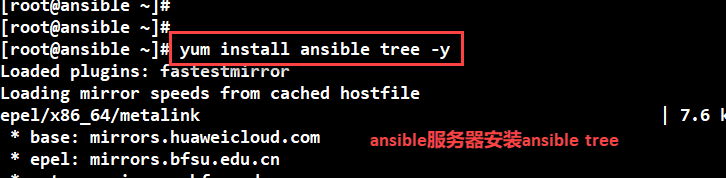 [root@ansible ~]#
[root@ansible ~]#
[root@ansible ~]# yum install ansible tree -y
Loaded plugins: fastestmirror
Loading mirror speeds from cached hostfile
epel/x86_64/metalink | 7.6 k
* base: mirrors.huaweicloud.com ansible服务器安装ansible tree
* epel: mirrors.bfsu.edu.cn